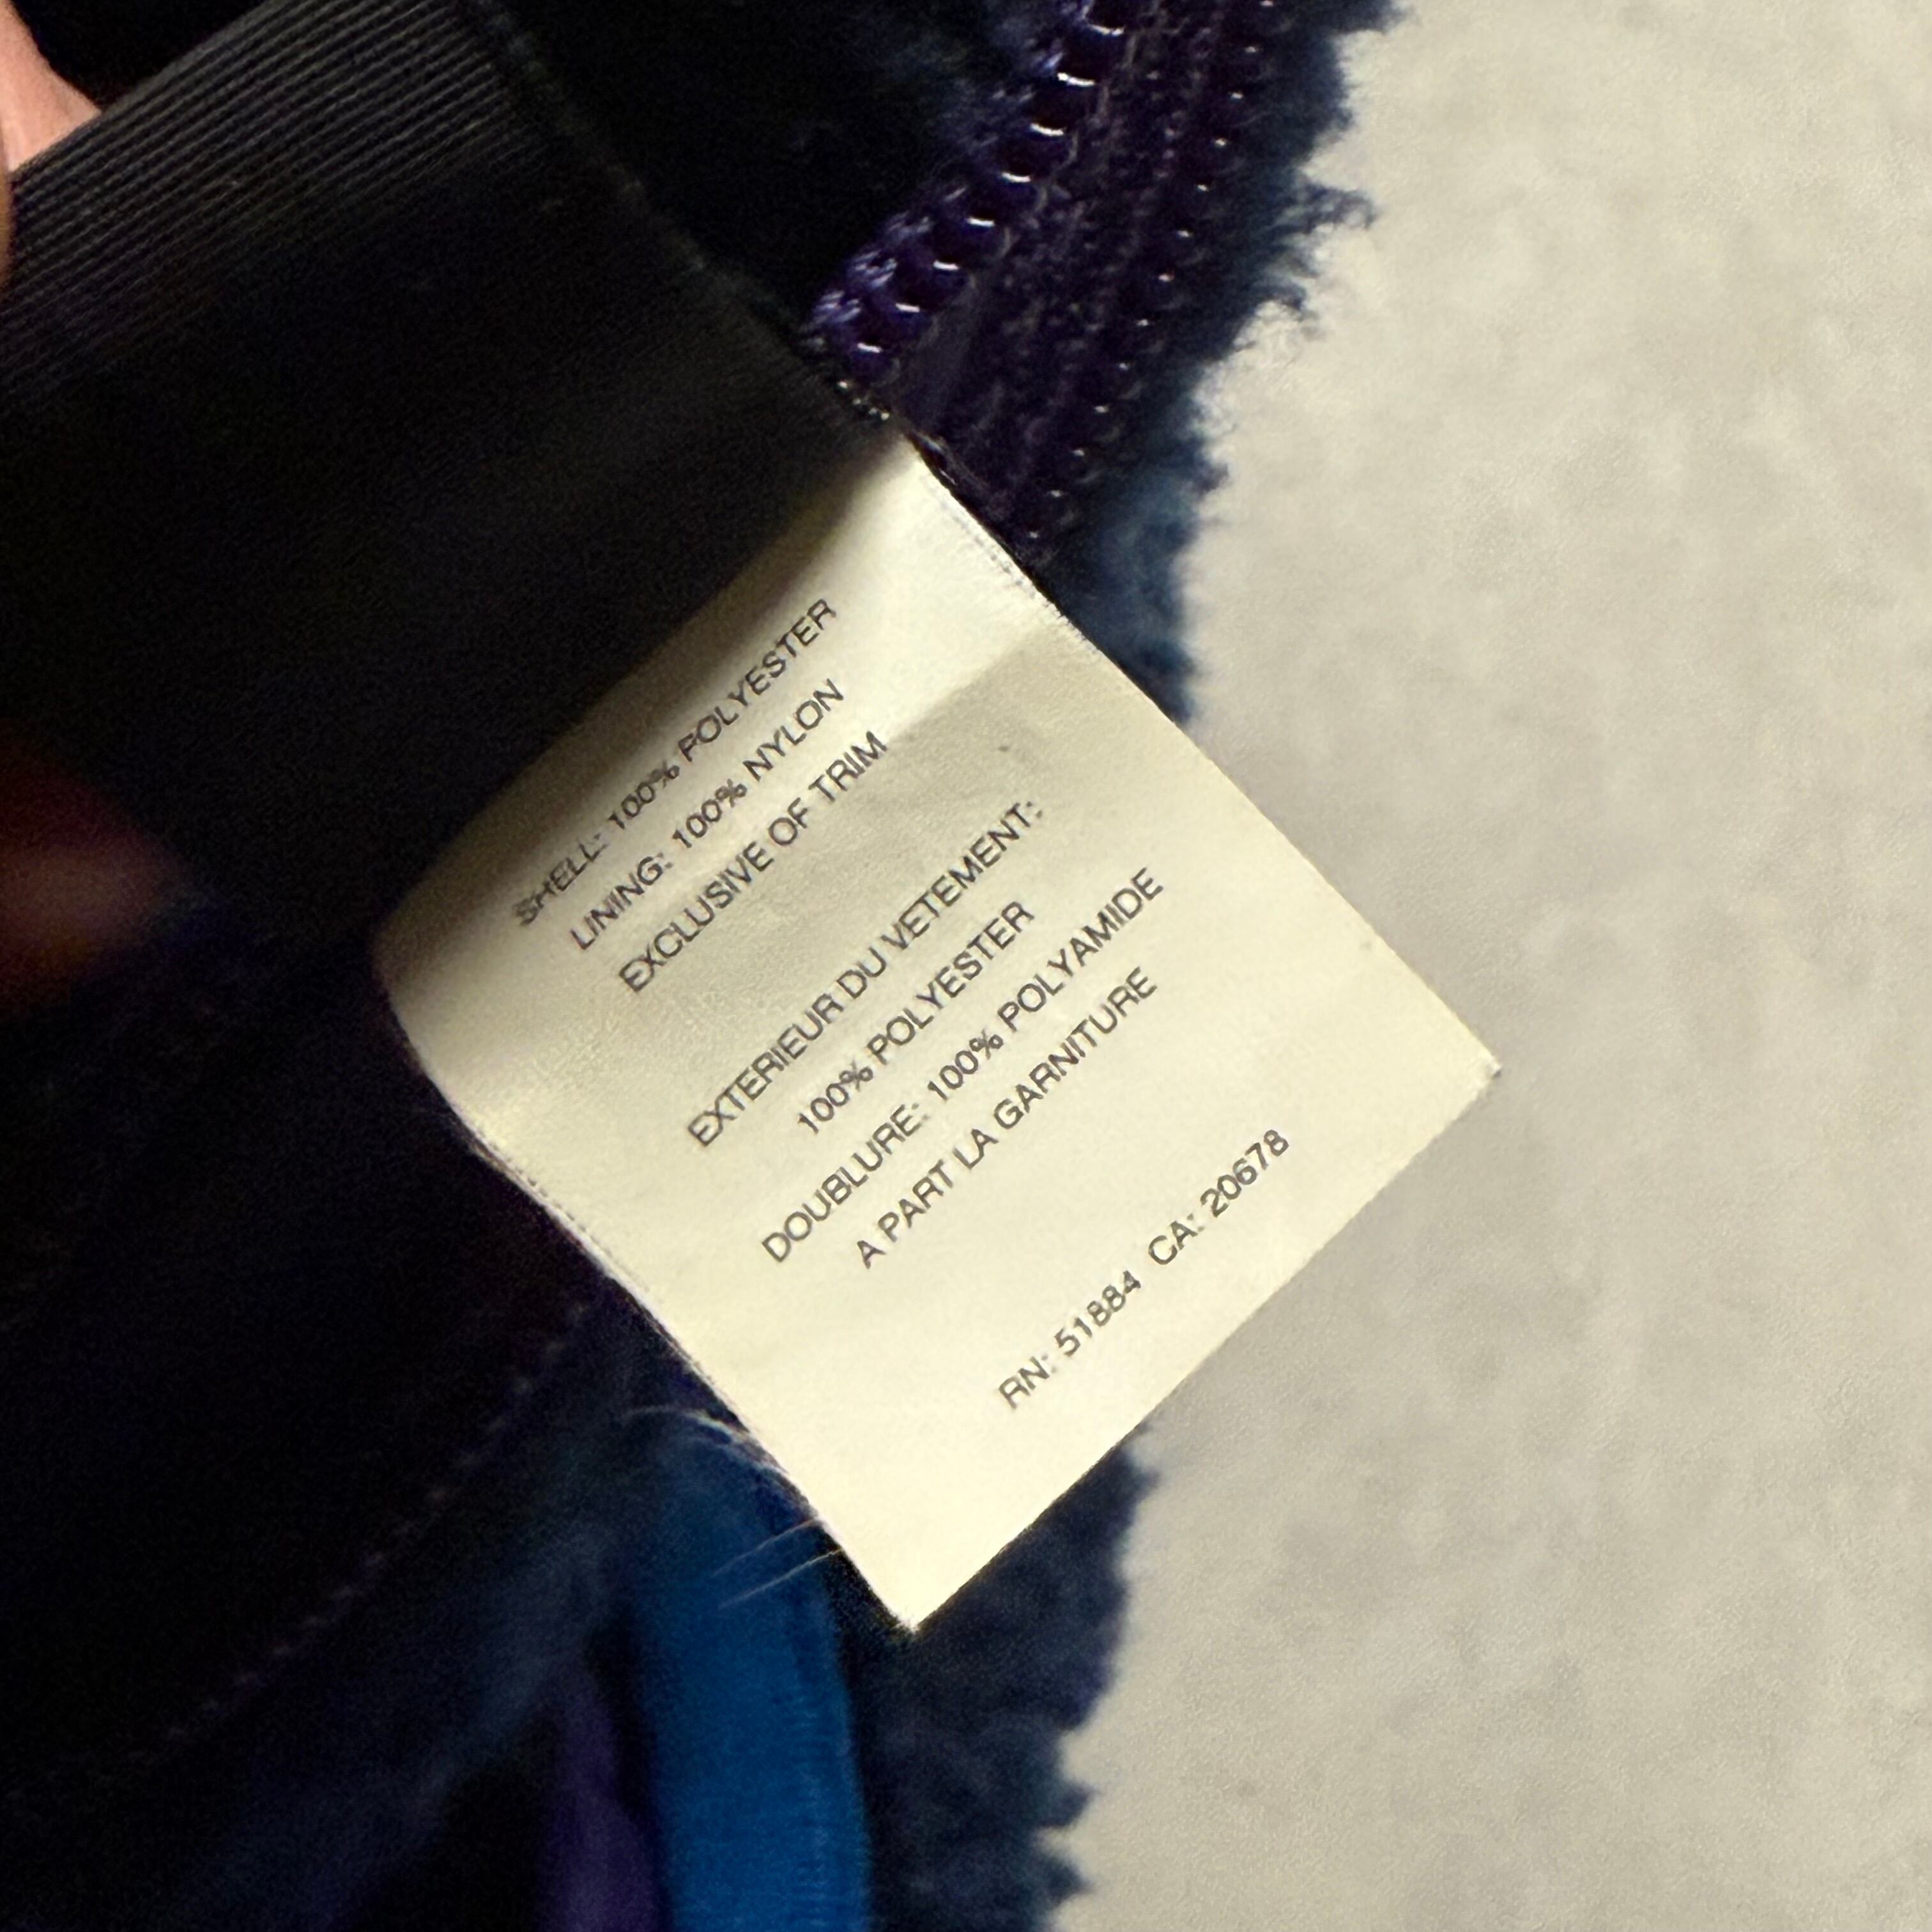 SHELL: 100% POLYESTER
LINING: 100% NYLON
EXCLUSIVE OF TRIM
EXTERIEUR DU VETEMENT:
100% POLYESTER
DOUBLURE: 100% POLYAMIDE
A PART LA GARNITURE
RN: 51884 CA: 20678